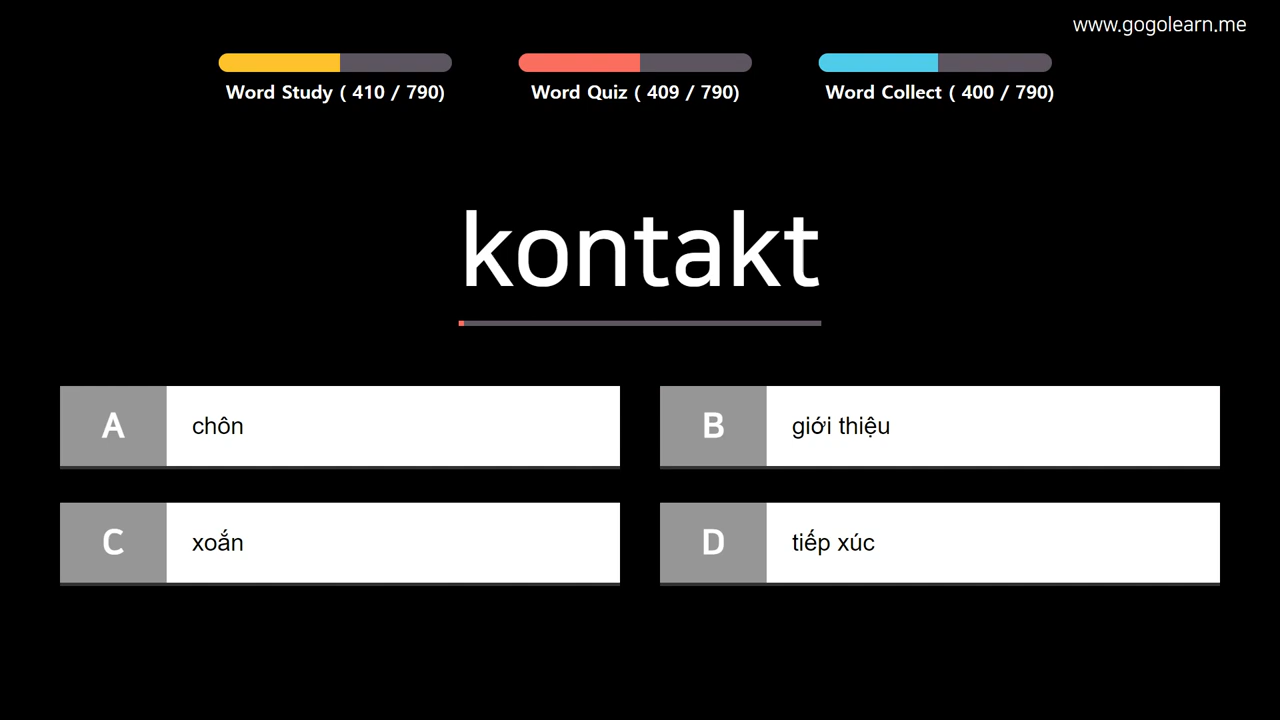 www.gogolearn.me
Word Study ( 410 / 790)
Word Quiz ( 409 / 790)
Word Collect ( 400 / 790)
kontakt
A chôn
B giới thiệu
C xoắn
D tiếp xúc